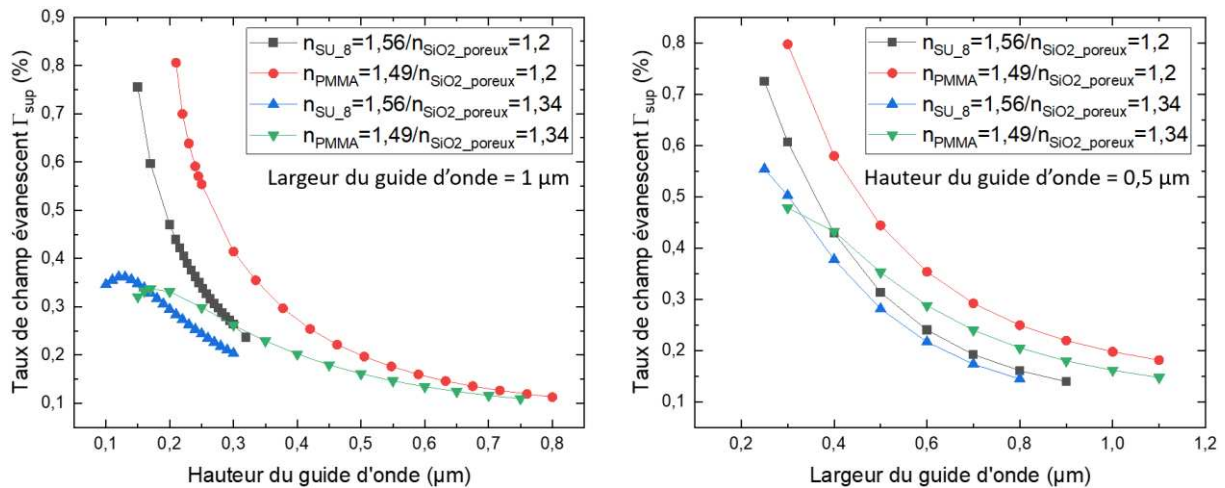 0,9
0,8
0,7
0,6
0,5
0,4
0,3
0,2
0,1
Taux de champ évanescent Γsup (%)
nSU_8=1,56/nSiO2_poreux=1,2
nPMMA=1,49/nSiO2_poreux=1,2
nSU_8=1,56/nSiO2_poreux=1,34
nPMMA=1,49/nSiO2_poreux=1,34
Largeur du guide d'onde = 1 µm
0,1 0,2 0,3 0,4 0,5 0,6 0,7 0,8
Hauteur du guide d'onde (µm)
0,8
0,7
0,6
0,5
0,4
0,3
0,2
0,1
Taux de champ évanescent Γsup (%)
nSU_8=1,56/nSiO2_poreux=1,2
nPMMA=1,49/nSiO2_poreux=1,2
nSU_8=1,56/nSiO2_poreux=1,34
nPMMA=1,49/nSiO2_poreux=1,34
Hauteur du guide d'onde = 0,5 µm
0,2 0,4 0,6 0,8 1,0 1,2
Largeur du guide d'onde (µm)